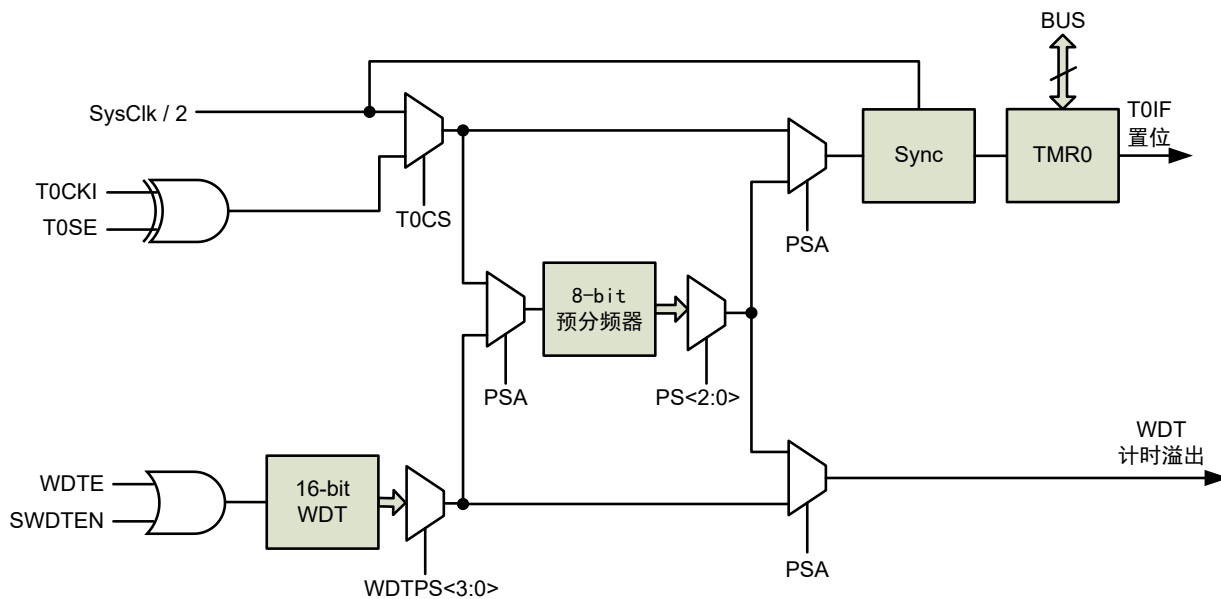 BUS
SysClk / 2
T0IF
置位
Sync
TMR0
T0CKI
T0SE
T0CS
PSA
8-bit
预分频器
PSA
PS<2:0>
WDT
计时溢出
WDTE
SWDTEN
16-bit
WDT
PSA
WDTPS<3:0>